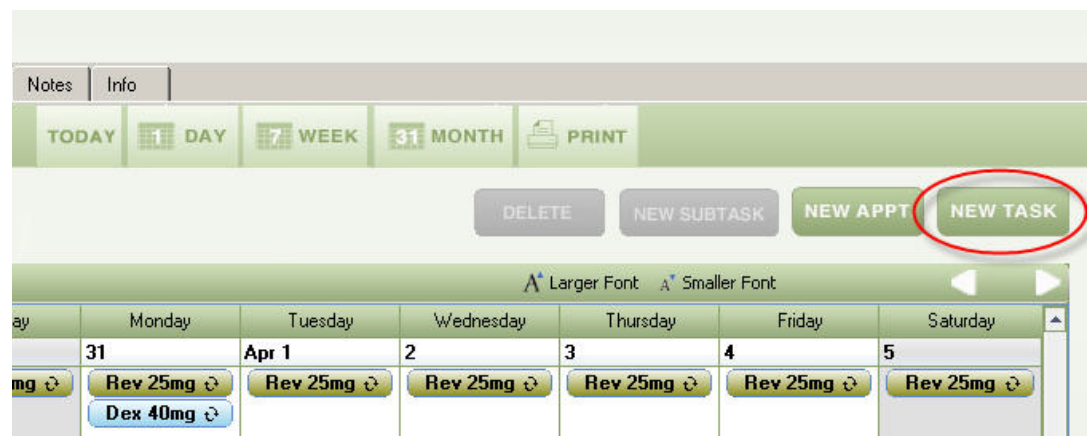 Notes Info
TODAY 1 DAY 7 WEEK 31 MONTH PRINT
DELETE NEW SUBTASK NEW APPT NEW TASK
A Larger Font A Smaller Font
ay Monday Tuesday Wednesday Thursday Friday Saturday
31 Apr 1 2 3 4 5
mg Rev 25mg Rev 25mg Rev 25mg Rev 25mg Rev 25mg Rev 25mg
Dex 40mg